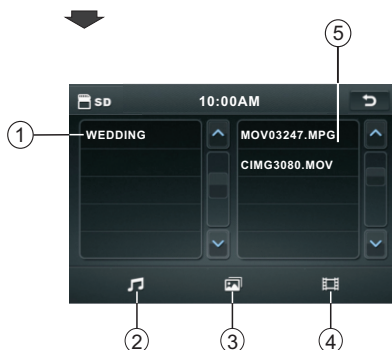 5
SD 10:00AM
1
WEDDING
MOV03247.MPG
CIMG3080.MOV
2 3 4